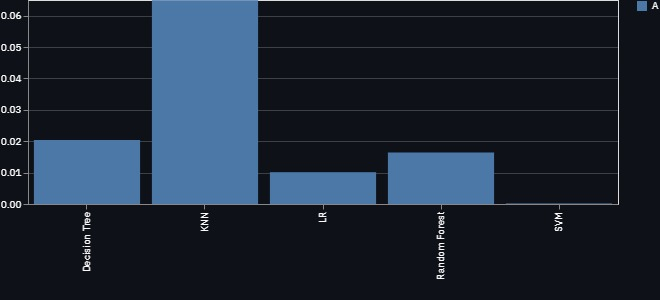 0.06
A
0.05
0.04
0.03
0.02
0.01
0.00
Decision Tree
KNN
LR
Random Forest
SVM